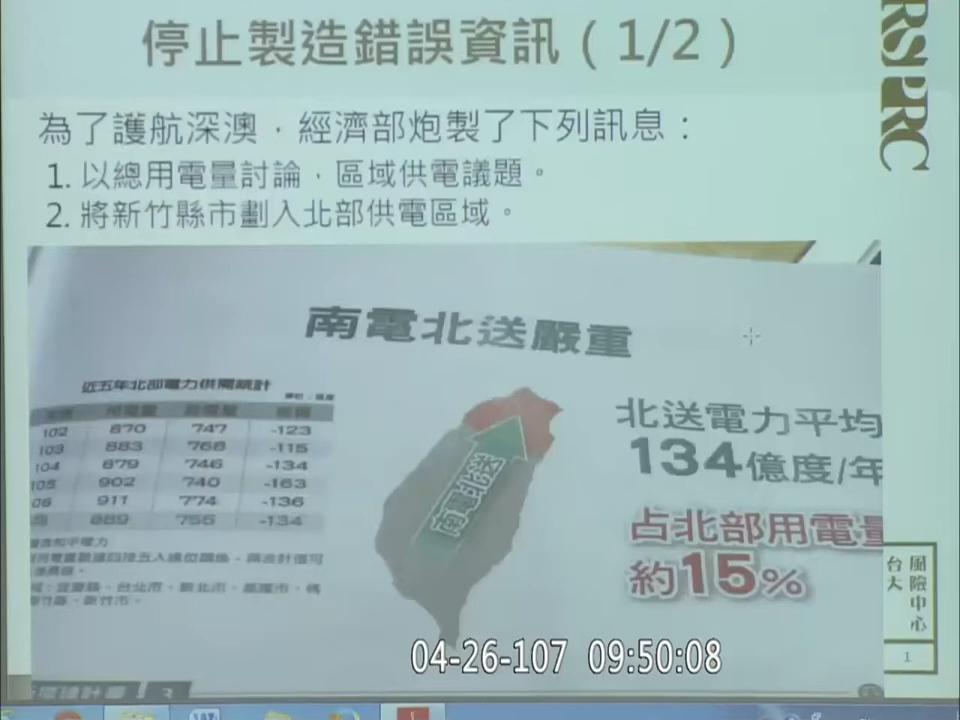 停止製造錯誤資訊（1/2）
RSPRC
為了護航深澳，經濟部炮製了下列訊息：
1. 以總用電量討論，區域供電議題。
2. 將新竹縣市劃入北部供電區域。
南電北送嚴重
近五年北部電力供需統計
102 870 747 -123
103 883 768 -115
104 879 746 -134
105 902 740 -163
06 911 774 -136
889 755 -134
南電北送
北送電力平均
134億度/年
占北部用電量
約15%
台大
風險中心
1
04-26-107 09:50:08
3